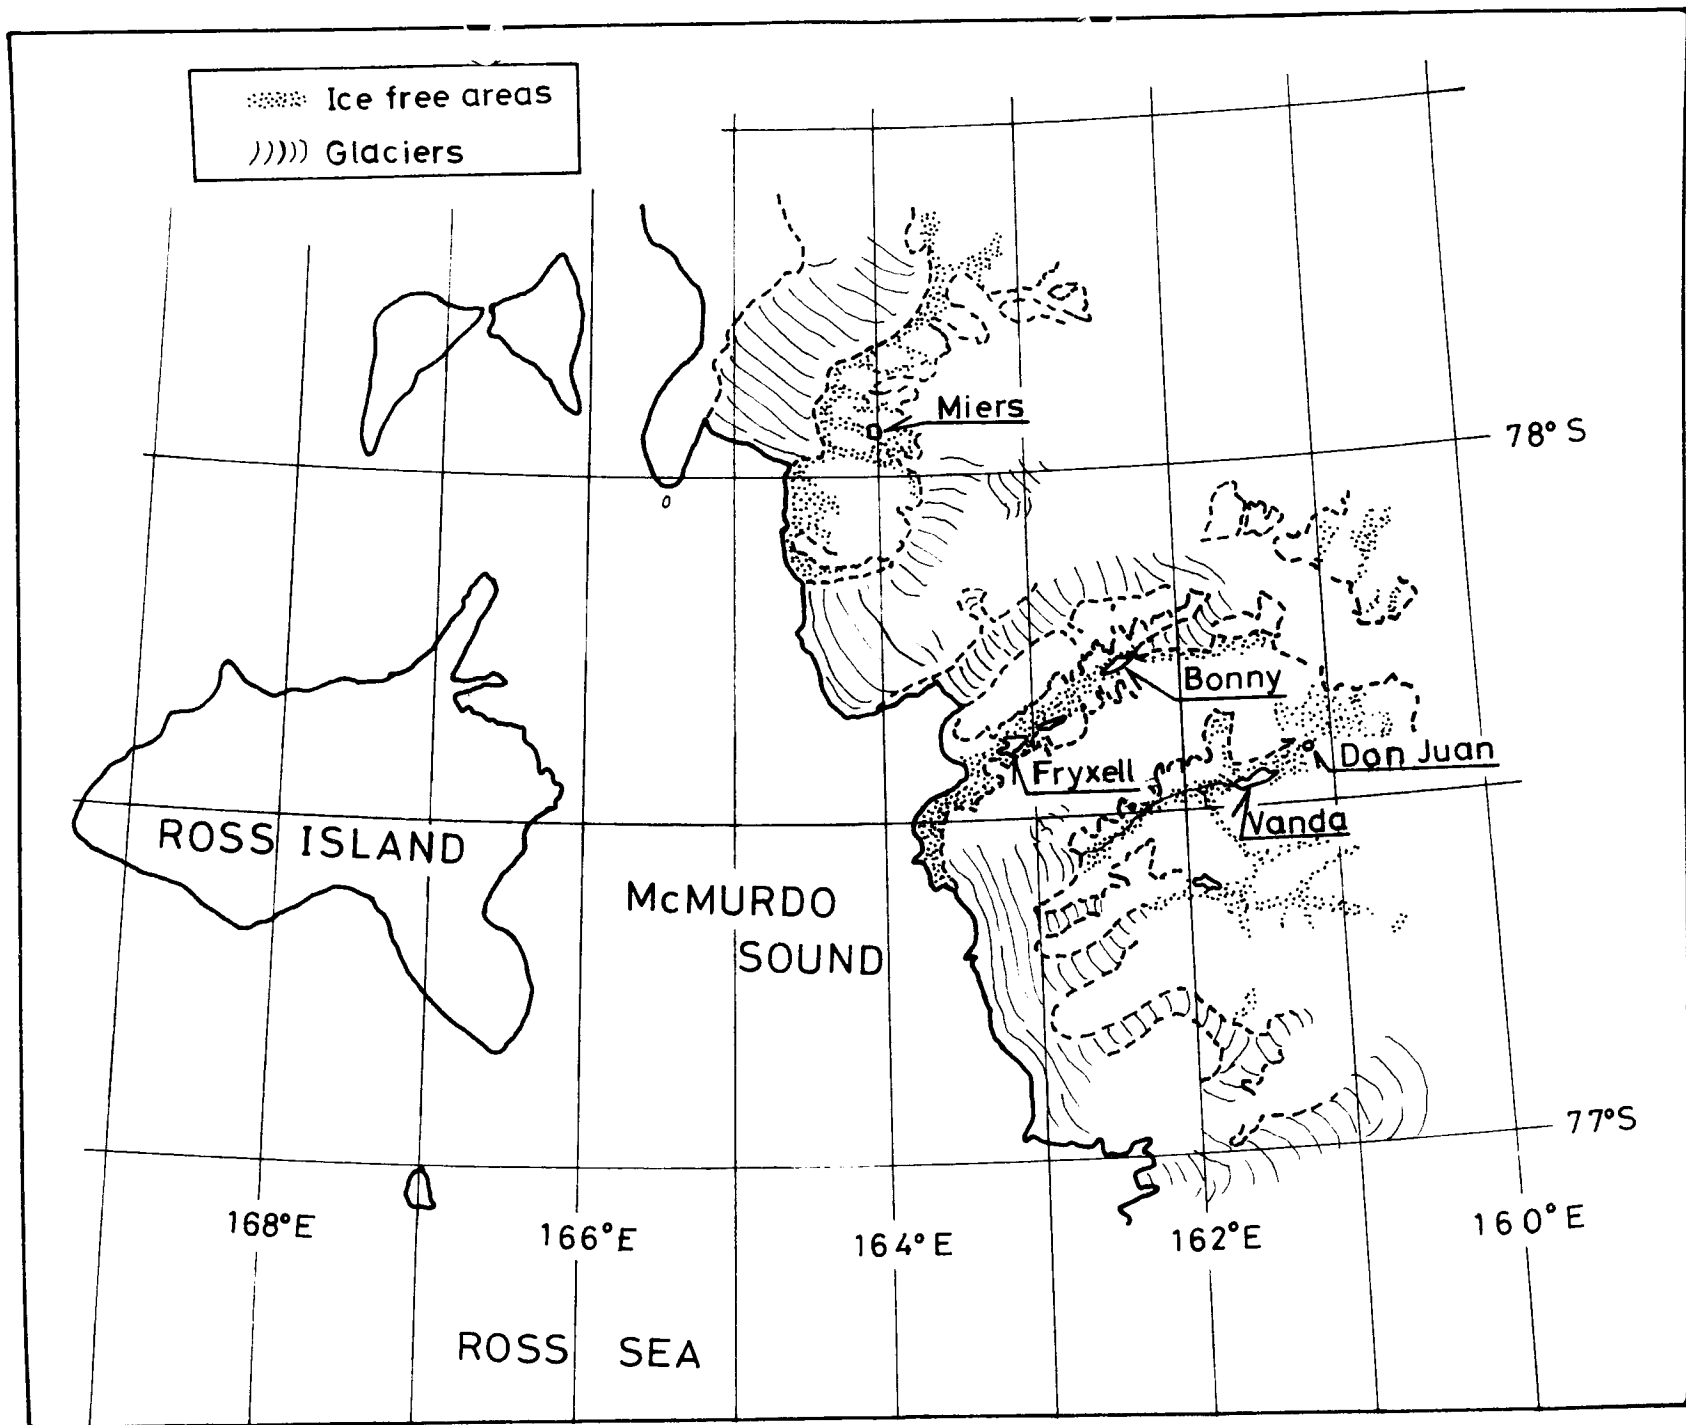 Ice free areas
Glaciers
Miers
78° S
Bonny
Don Juan
Fryxell
Vanda
ROSS ISLAND
McMURDO
SOUND
77°S
168°E
166°E
164°E
162°E
160°E
ROSS SEA